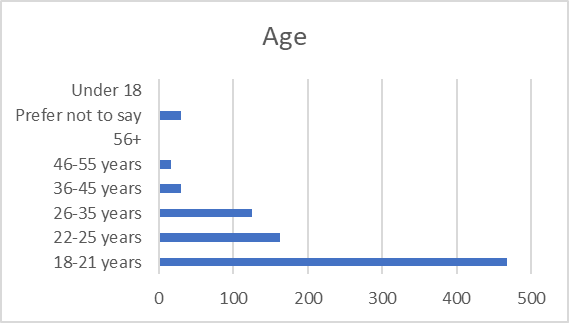 Age
Under 18
Prefer not to say
56+
46-55 years
36-45 years
26-35 years
22-25 years
18-21 years
0 100 200 300 400 500